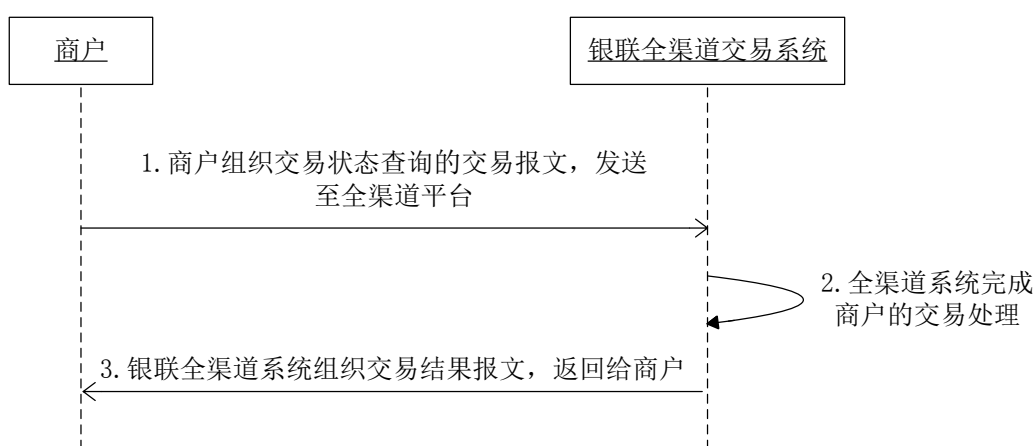 商户
银联全渠道交易系统
1.商户组织交易状态查询的交易报文，发送
至全渠道平台
2.全渠道系统完成
商户的交易处理
3.银联全渠道系统组织交易结果报文，返回给商户